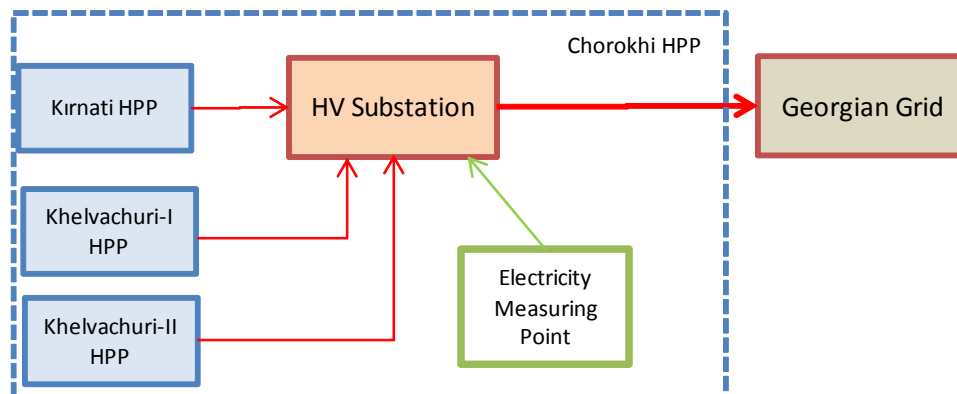 Chorokhi HPP
Kırnati HPP
HV Substation
Georgian Grid
Khelvachuri-I
HPP
Khelvachuri-II
HPP
Electricity
Measuring
Point